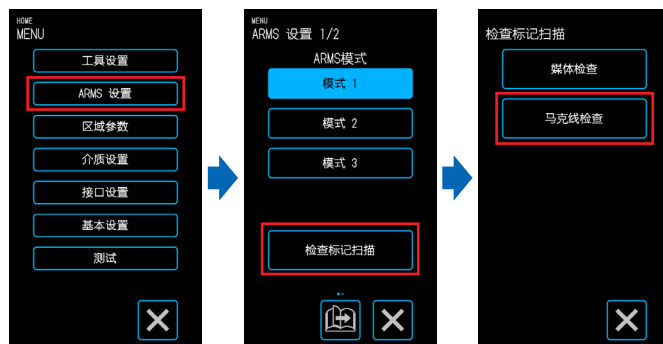 HOME
MENU
工具设置
ARMS 设置
区域参数
介质设置
接口设置
基本设置
测试
MENU
ARMS 设置 1/2
ARMS模式
模式 1
模式 2
模式 3
检查标记扫描
检查标记扫描
媒体检查
马克线检查